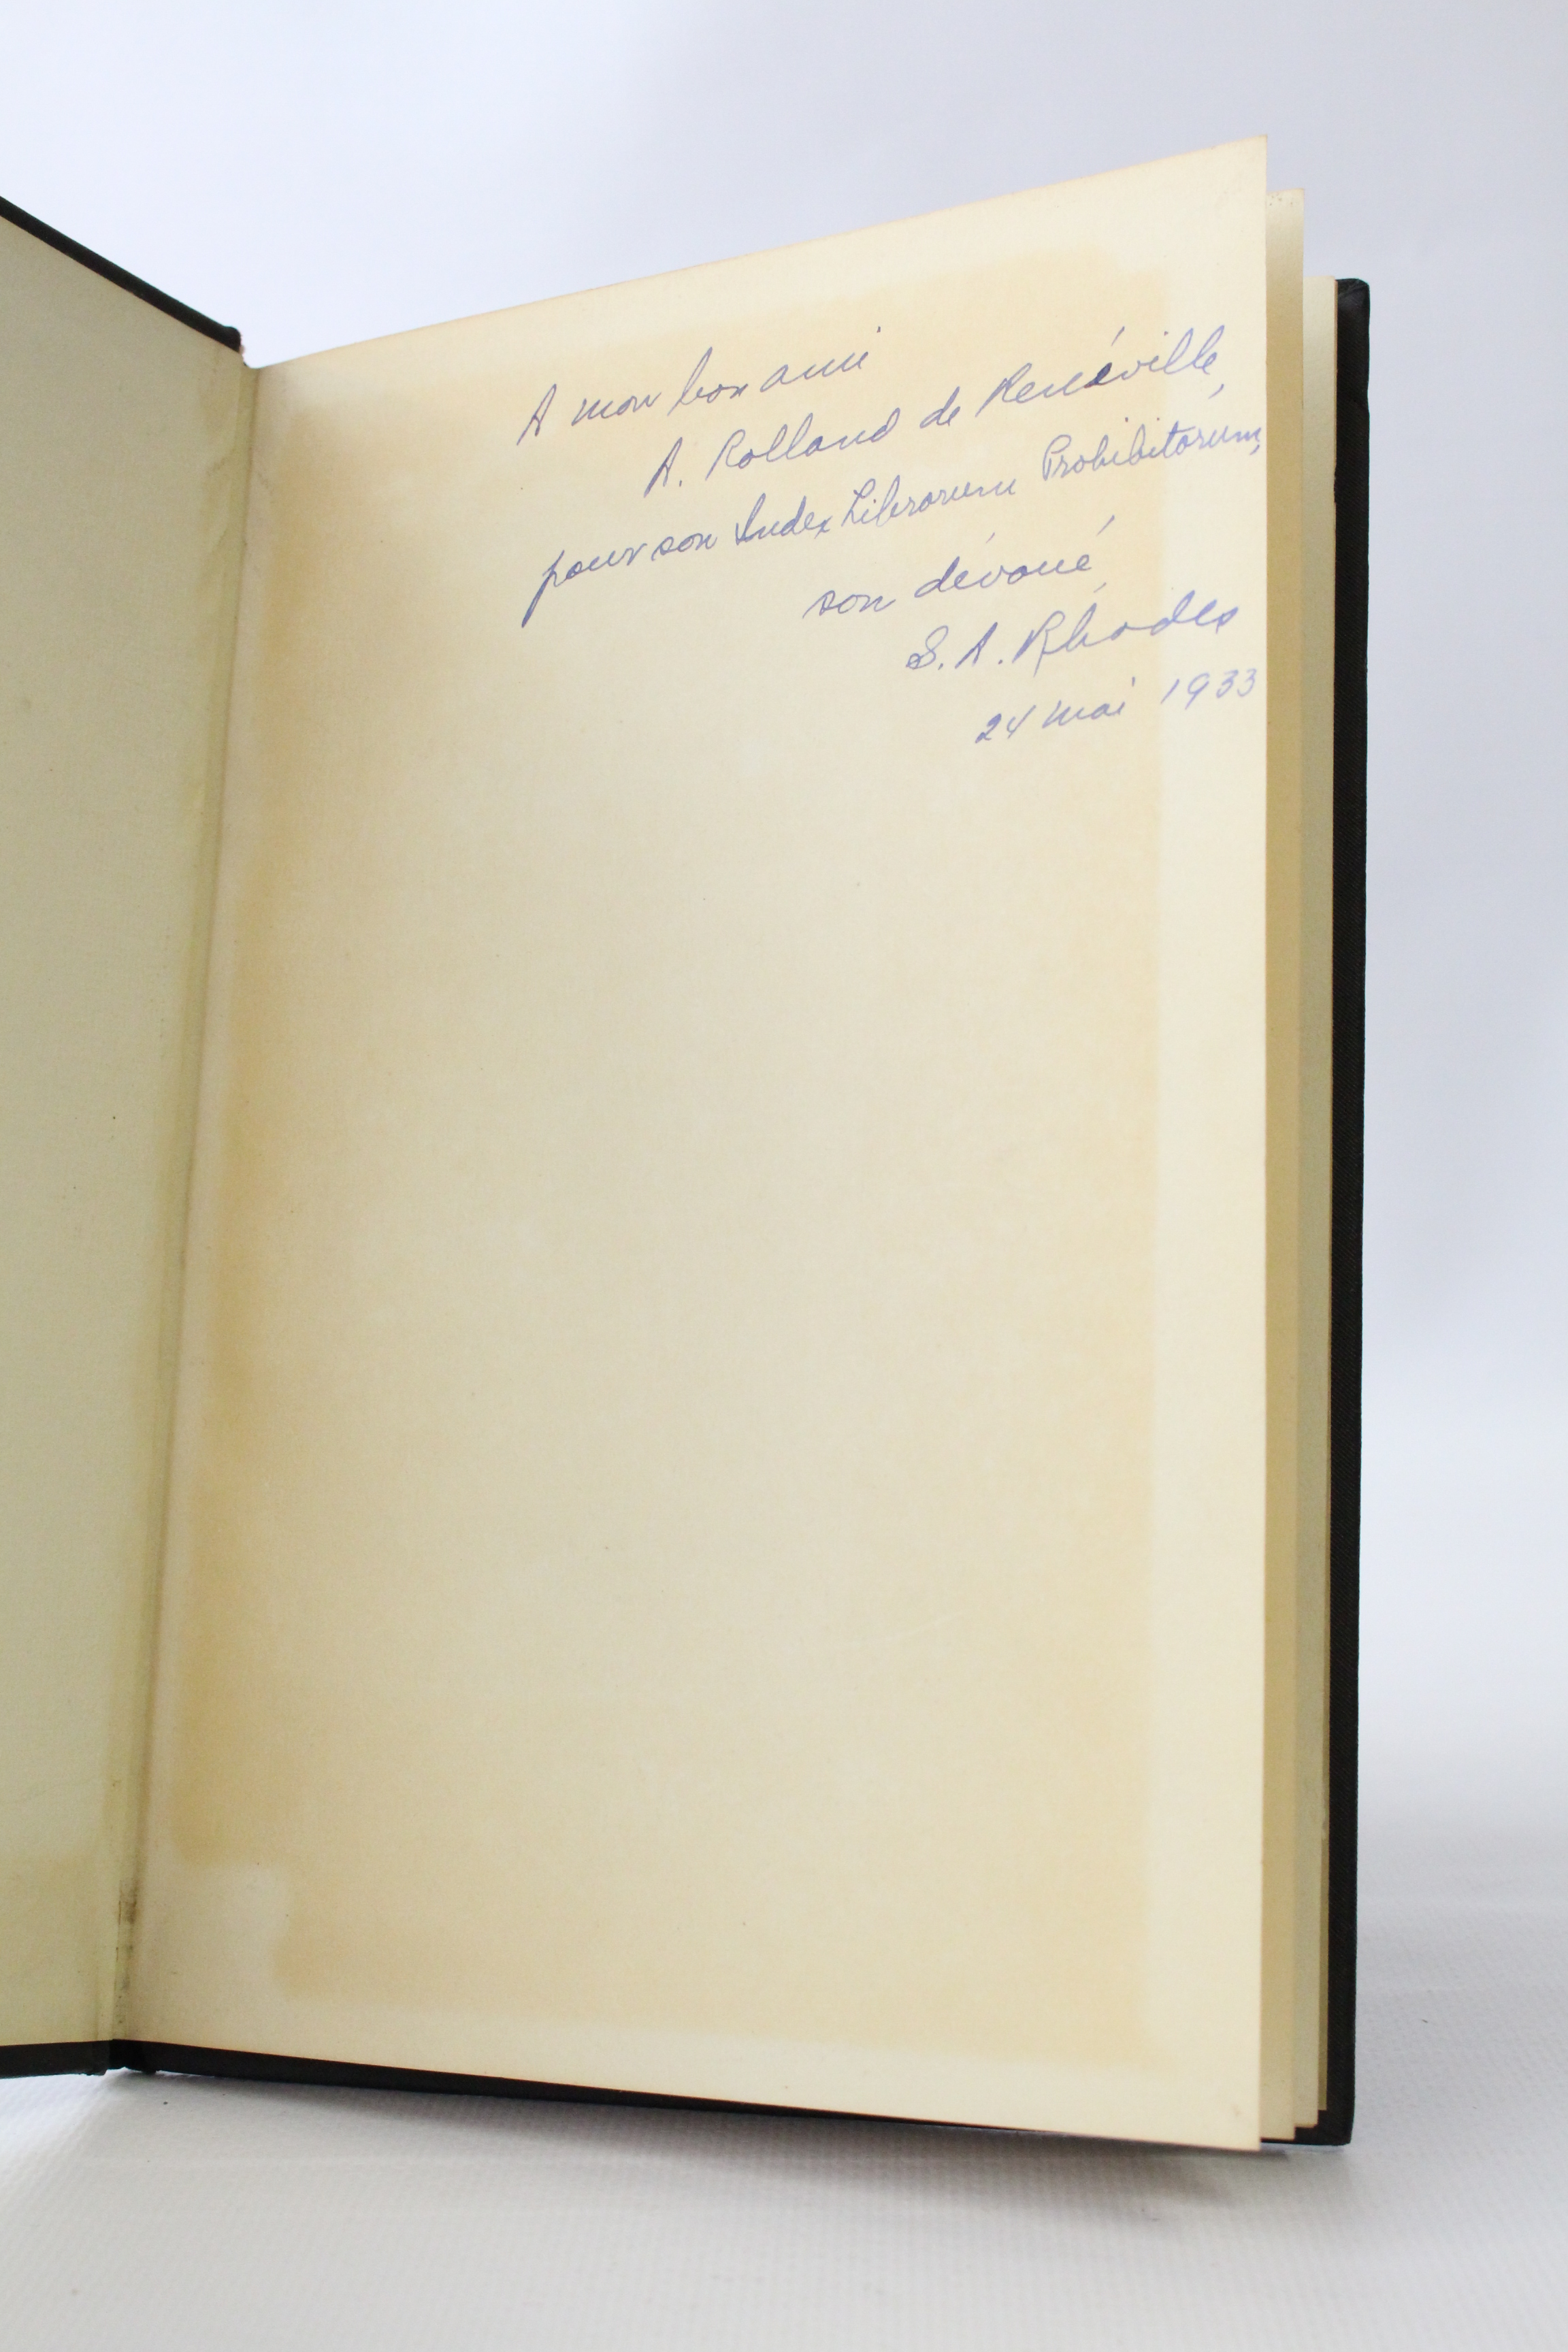 A mon bon ami
A. Rolland de Renéville,
pour son Index Librorum Prohibitorum,
son dévoué,
S. A. Rhodes
24 mai 1933